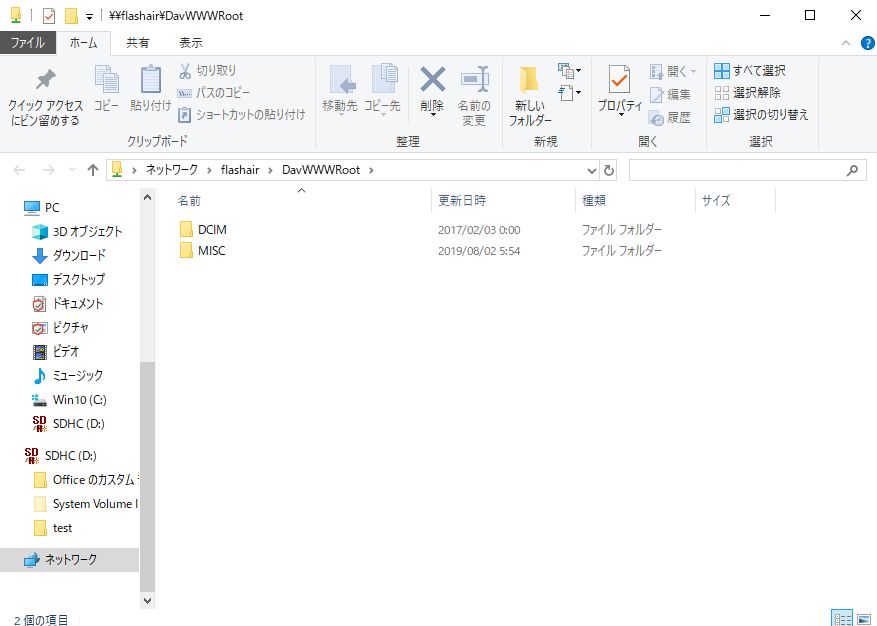 ¥¥flashair¥DavWWWRoot
ファイル ホーム 共有 表示
クイック アクセス
にピン留めする
コピー
貼り付け
切り取り
パスのコピー
ショートカットの貼り付け
クリップボード
移動先
コピー先
削除
名前の
変更
整理
新しい
フォルダー
新規
プロパティ
開く
編集
履歴
開く
すべて選択
選択解除
選択の切り替え
選択
ネットワーク flashair DavWWWRoot
名前 更新日時 種類 サイズ
DCIM 2017/02/03 0:00 ファイル フォルダー
MISC 2019/08/02 5:54 ファイル フォルダー
PC
3D オブジェクト
ダウンロード
デスクトップ
ドキュメント
ピクチャ
ビデオ
ミュージック
Win10 (C:)
SDHC (D:)
SDHC (D:)
Office のカスタム
System Volume I
test
ネットワーク
2 個の項目